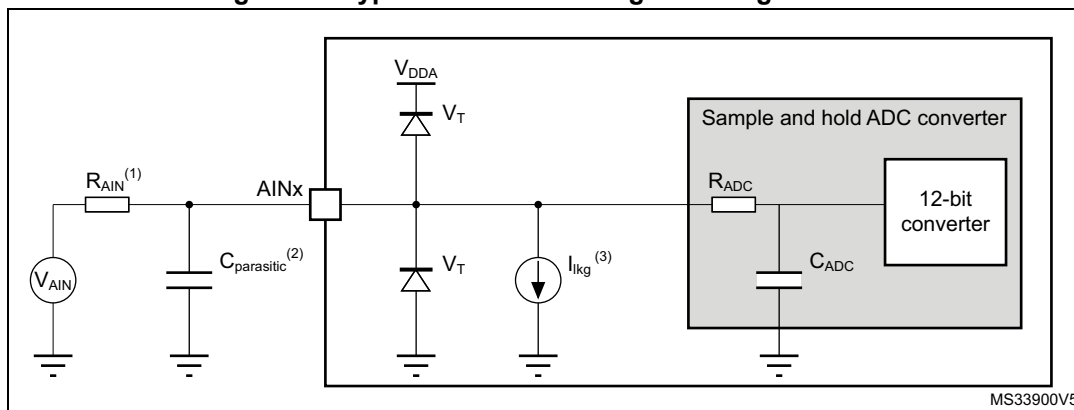 V_DDA
V_T
Sample and hold ADC converter
R_AIN^(1)
AINx
R_ADC
12-bit
converter
V_AIN
C_parasitic^(2)
V_T
I_lkg^(3)
C_ADC
MS33900V5